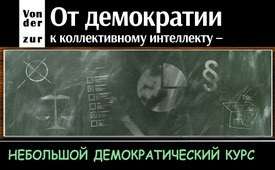 Von
der
zur
От демократии
к коллективному интеллекту –
§
НЕБОЛЬШОЙ ДЕМОКРАТИЧЕСКИЙ КУРС